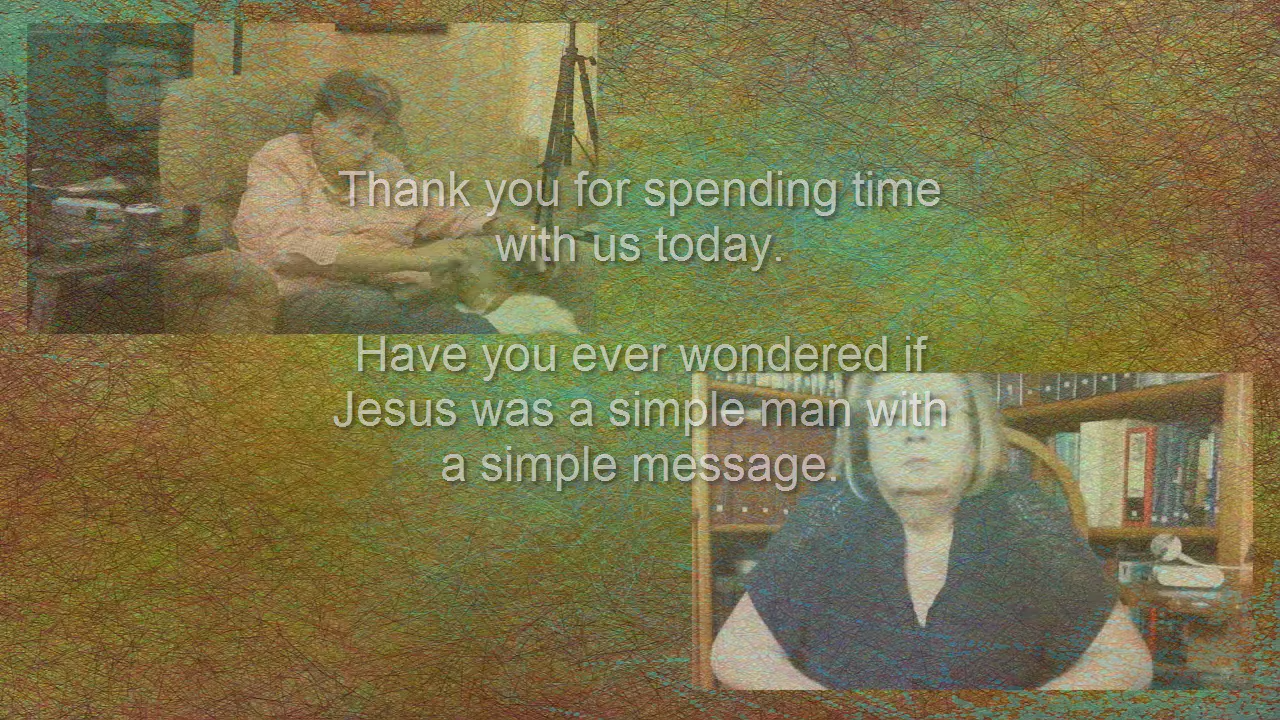 Thank you for spending time
with us today.
Have you ever wondered if
Jesus was a simple man with
a simple message.